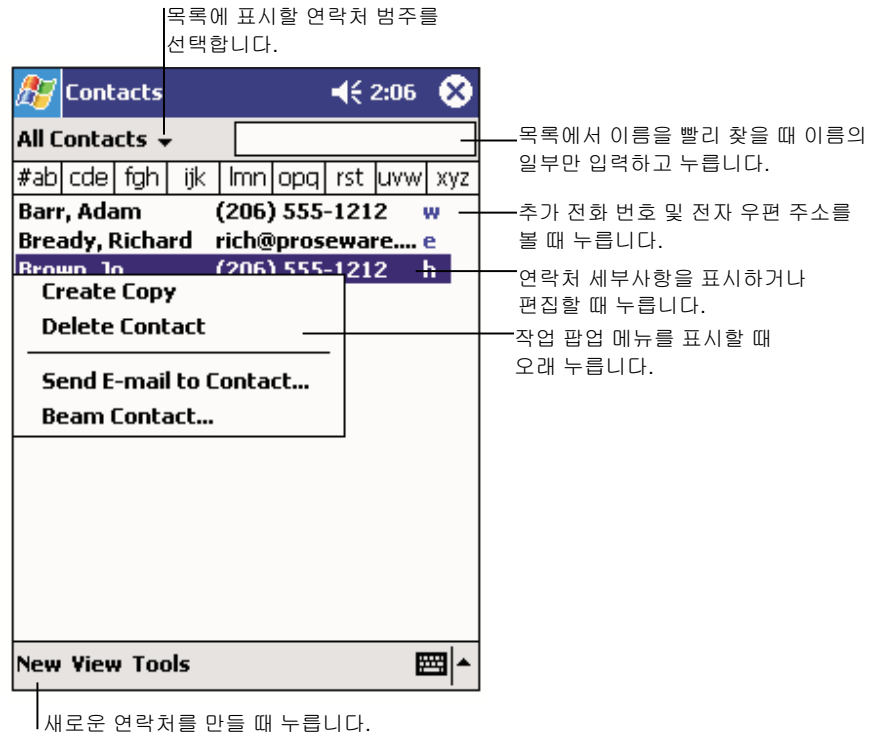 목록에 표시할 연락처 범주를
선택합니다.
Contacts 2:06
All Contacts
목록에서 이름을 빨리 찾을 때 이름의
일부만 입력하고 누릅니다.
#ab cde fgh ijk lmn opq rst uvw xyz
Barr, Adam (206) 555-1212 w
추가 전화 번호 및 전자 우편 주소를
볼 때 누릅니다.
Bready, Richard rich@proseware.... e
Brown, Jo (206) 555-1212 h
연락처 세부사항을 표시하거나
편집할 때 누릅니다.
Create Copy
Delete Contact
작업 팝업 메뉴를 표시할 때
오래 누릅니다.
Send E-mail to Contact...
Beam Contact...
New View Tools
새로운 연락처를 만들 때 누릅니다.